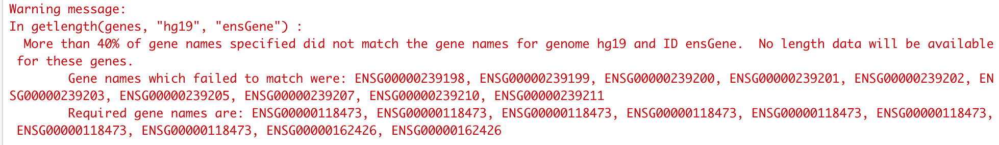 Warning message:
In getlength(genes, "hg19", "ensGene") :
  More than 40% of gene names specified did not match the gene names for genome hg19 and ID ensGene.  No length data will be available
 for these genes.
        Gene names which failed to match were: ENSG00000239198, ENSG00000239199, ENSG00000239200, ENSG00000239201, ENSG00000239202, EN
SG00000239203, ENSG00000239205, ENSG00000239207, ENSG00000239210, ENSG00000239211
        Required gene names are: ENSG00000118473, ENSG00000118473, ENSG00000118473, ENSG00000118473, ENSG00000118473, ENSG00000118473,
 ENSG00000118473, ENSG00000118473, ENSG00000162426, ENSG00000162426